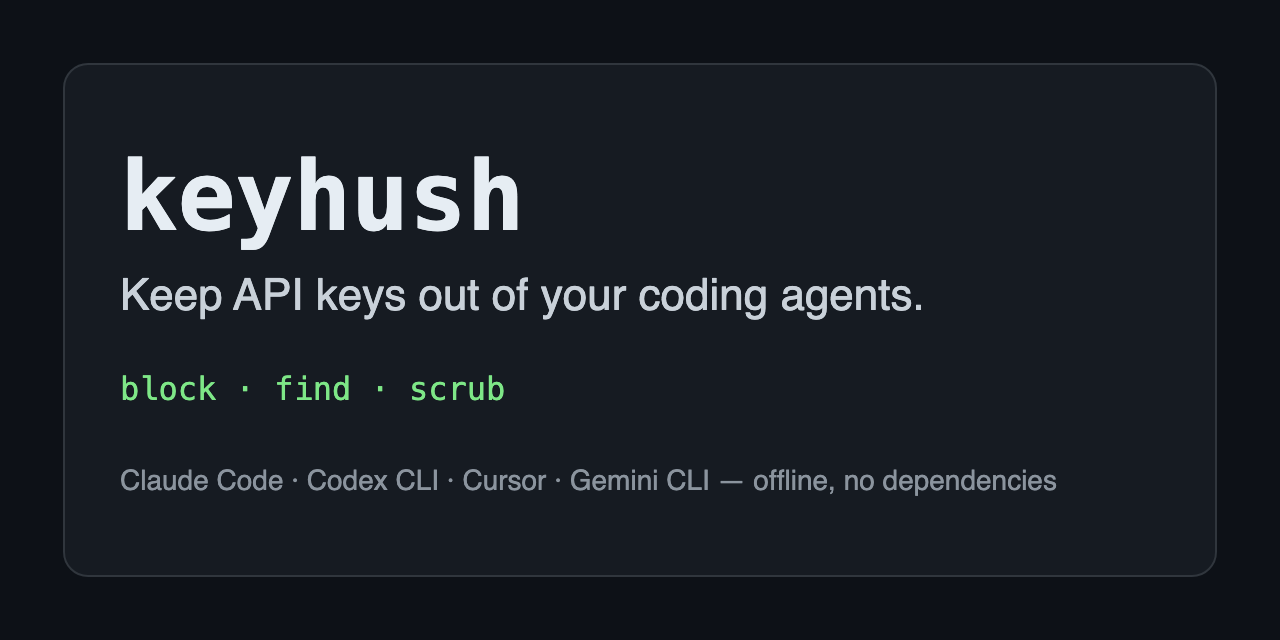 keyhush
Keep API keys out of your coding agents.
block · find · scrub
Claude Code · Codex CLI · Cursor · Gemini CLI — offline, no dependencies